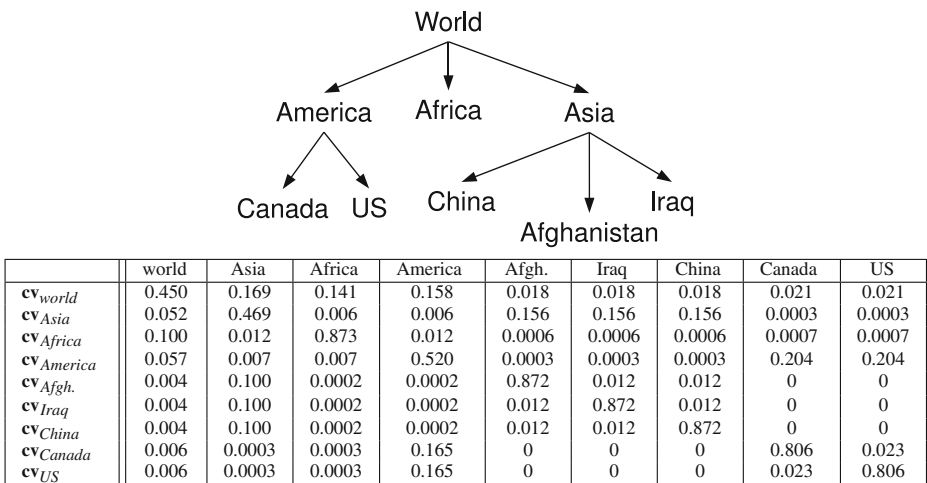 World
America Africa Asia
Canada US China Iraq
Afghanistan
world Asia Africa America Afgh. Iraq China Canada US
cv_world 0.450 0.169 0.141 0.158 0.018 0.018 0.018 0.021 0.021
cv_Asia 0.052 0.469 0.006 0.006 0.156 0.156 0.156 0.0003 0.0003
cv_Africa 0.100 0.012 0.873 0.012 0.0006 0.0006 0.0006 0.0007 0.0007
cv_America 0.057 0.007 0.007 0.520 0.0003 0.0003 0.0003 0.204 0.204
cv_Afgh. 0.004 0.100 0.0002 0.0002 0.872 0.012 0.012 0 0
cv_Iraq 0.004 0.100 0.0002 0.0002 0.012 0.872 0.012 0 0
cv_China 0.004 0.100 0.0002 0.0002 0.012 0.012 0.872 0 0
cv_Canada 0.006 0.0003 0.0003 0.165 0 0 0 0.806 0.023
cv_US 0.006 0.0003 0.0003 0.165 0 0 0 0.023 0.806